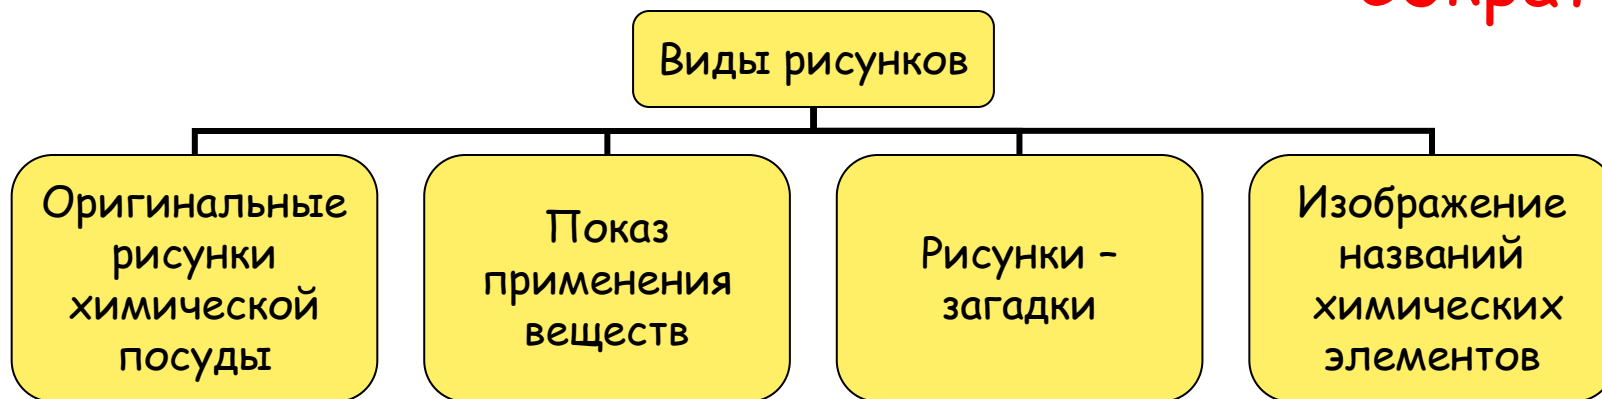 Виды рисунков
Оригинальные
рисунки
химической
посуды
Показ
применения
веществ
Рисунки –
загадки
Изображение
названий
химических
элементов